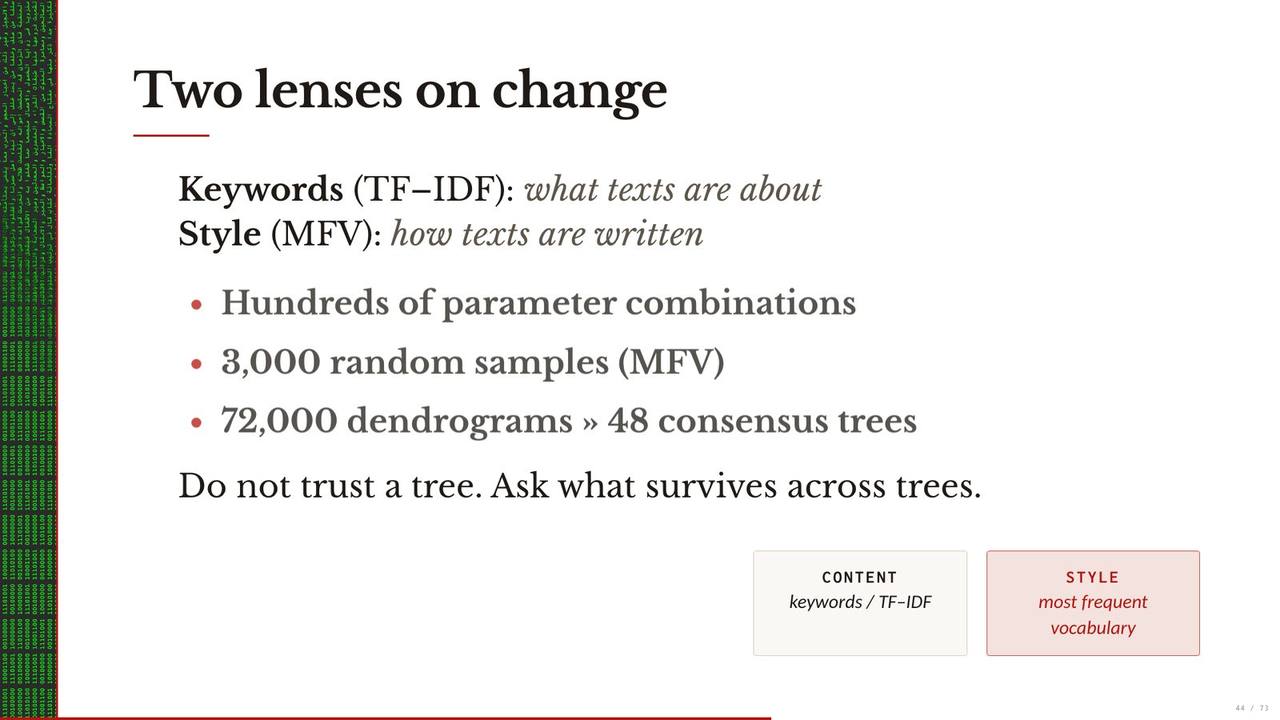 Two lenses on change
Keywords (TF–IDF): what texts are about
Style (MFV): how texts are written
• Hundreds of parameter combinations
• 3,000 random samples (MFV)
• 72,000 dendrograms » 48 consensus trees
Do not trust a tree. Ask what survives across trees.
CONTENT
keywords / TF–IDF
STYLE
most frequent
vocabulary
44 / 73